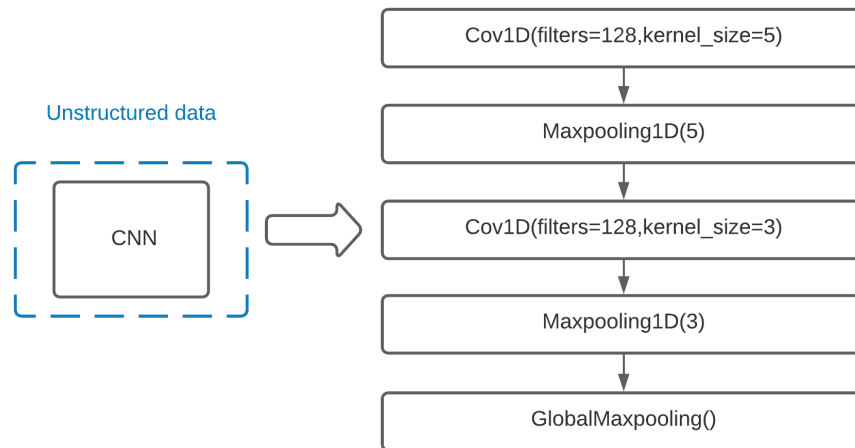 Unstructured data
CNN
Cov1D(filters=128,kernel_size=5)
Maxpooling1D(5)
Cov1D(filters=128,kernel_size=3)
Maxpooling1D(3)
GlobalMaxpooling()